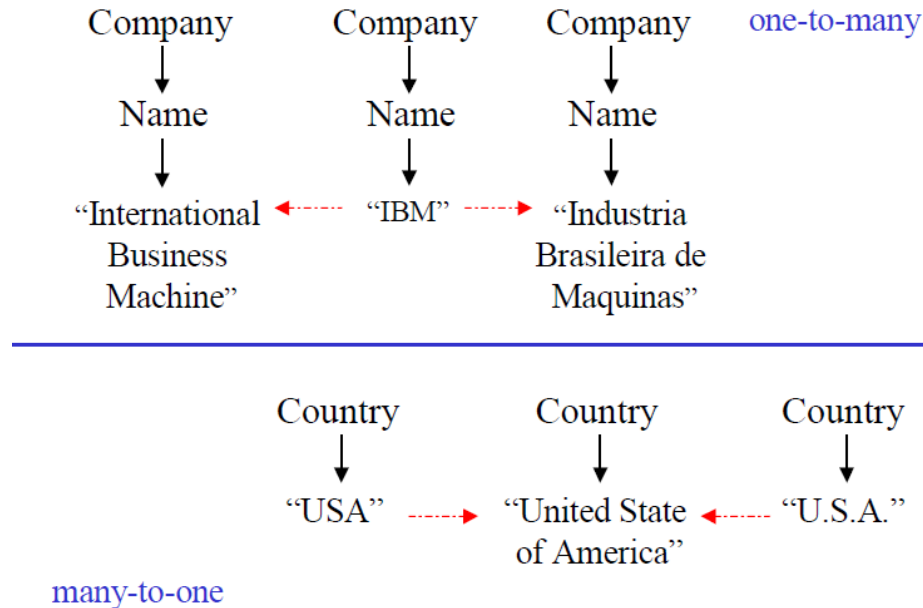 Company Company Company one-to-many
Name Name Name
“International “IBM” “Industria
Business Brasileira de
Machine” Maquinas”
Country Country Country
“USA” “United State “U.S.A.”
of America”
many-to-one